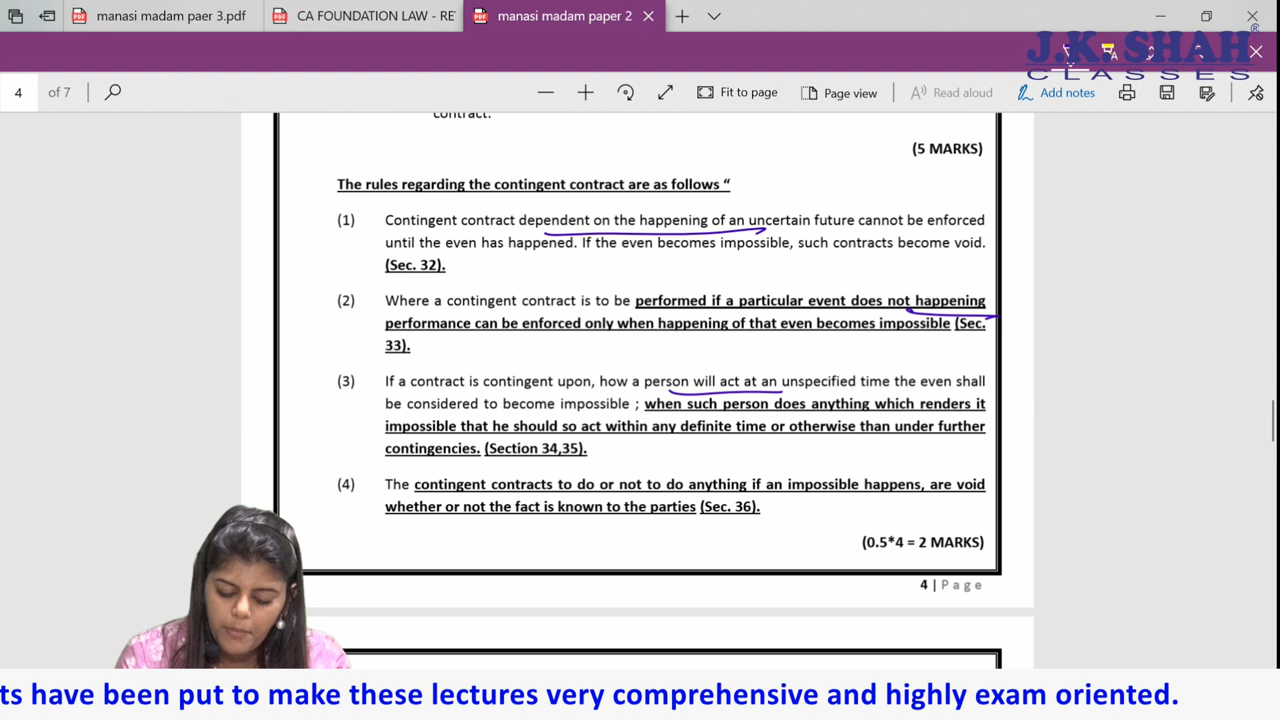 manasi madam paer 3.pdf
CA FOUNDATION LAW - RE
manasi madam paper 2
J.K. SHAH
®
CLASSES
4 of 7
Fit to page
Page view
Read aloud
Add notes
contract.
(5 MARKS)
The rules regarding the contingent contract are as follows “
(1) Contingent contract dependent on the happening of an uncertain future cannot be enforced
until the even has happened. If the even becomes impossible, such contracts become void.
(Sec. 32).
(2) Where a contingent contract is to be performed if a particular event does not happening
performance can be enforced only when happening of that even becomes impossible (Sec.
33).
(3) If a contract is contingent upon, how a person will act at an unspecified time the even shall
be considered to become impossible ; when such person does anything which renders it
impossible that he should so act within any definite time or otherwise than under further
contingencies. (Section 34,35).
(4) The contingent contracts to do or not to do anything if an impossible happens, are void
whether or not the fact is known to the parties (Sec. 36).
(0.5*4 = 2 MARKS)
4 | Page
ts have been put to make these lectures very comprehensive and highly exam oriented.